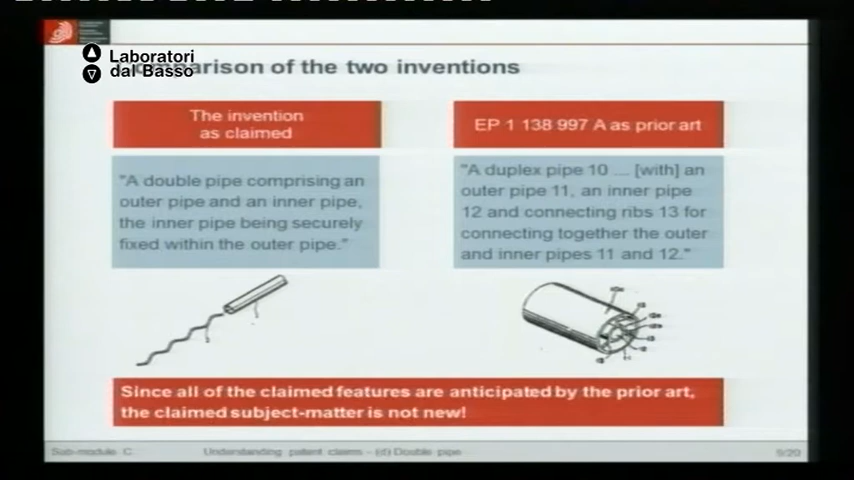 Laboratori
dal Basso
Comparison of the two inventions
The invention
as claimed
EP 1 138 997 A as prior art
"A double pipe comprising an
outer pipe and an inner pipe,
the inner pipe being securely
fixed within the outer pipe."
"A duplex pipe 10 ... [with] an
outer pipe 11, an inner pipe
12 and connecting ribs 13 for
connecting together the outer
and inner pipes 11 and 12."
Since all of the claimed features are anticipated by the prior art,
the claimed subject-matter is not new!
Sub-module C
Understanding patent claims – (d) Double pipe
9/20